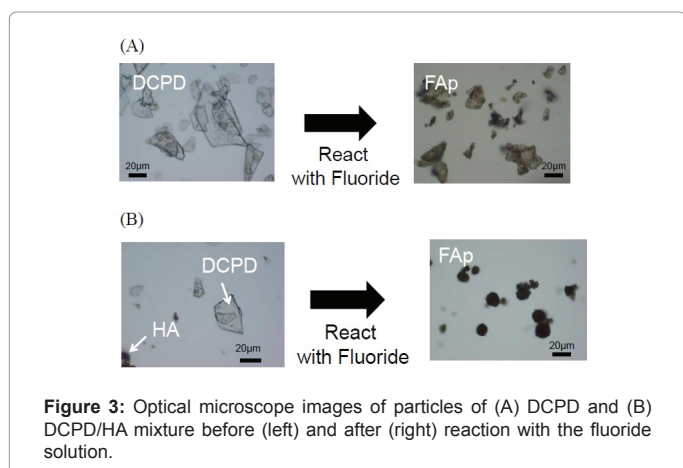 (A)
DCPD
20µm
React
with Fluoride
FAp
20µm
(B)
DCPD
HA
20µm
React
with Fluoride
FAp
20µm
Figure 3: Optical microscope images of particles of (A) DCPD and (B)
DCPD/HA mixture before (left) and after (right) reaction with the fluoride
solution.